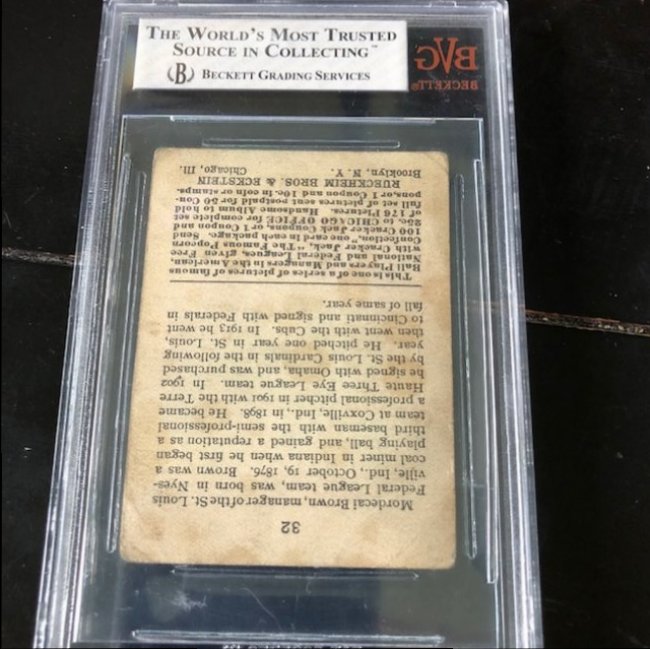 THE WORLD'S MOST TRUSTED
SOURCE IN COLLECTING™
B BECKETT GRADING SERVICES
BVG
BECKETT®
32
Mordecai Brown, manager of the St. Louis
Federal League team, was born in Nyes-
ville, Ind., October 19, 1876. Brown was a
coal miner in Indiana when he first began
playing ball, and gained a reputation as a
third baseman with the semi-professional
team at Coxville, Ind., in 1898. He became
a professional pitcher in 1901 with the Terre
Haute Three Eye League team. In 1902
he signed with Omaha, and was purchased
by the St. Louis Cardinals in the following
year. He pitched one year in St. Louis,
then went with the Cubs. In 1913 he went
to Cincinnati and signed with Federals in
fall of same year.
This is one of a series of pictures of famous
Ball Players and Managers in the American,
National and Federal Leagues, given Free
with Cracker Jack, "The Famous Popcorn
Confection," one card in each package. Send
100 Cracker Jack Coupons, or 1 Coupon and
25c. to CHICAGO OFFICE for complete set
of 176 Pictures. Handsome Album to hold
full set of pictures sent postpaid for 50 Cou-
pons, or 1 Coupon and 10c. in coin or stamps.
RUECKHEIM BROS. & ECKSTEIN
Brooklyn, N. Y. Chicago, Ill.